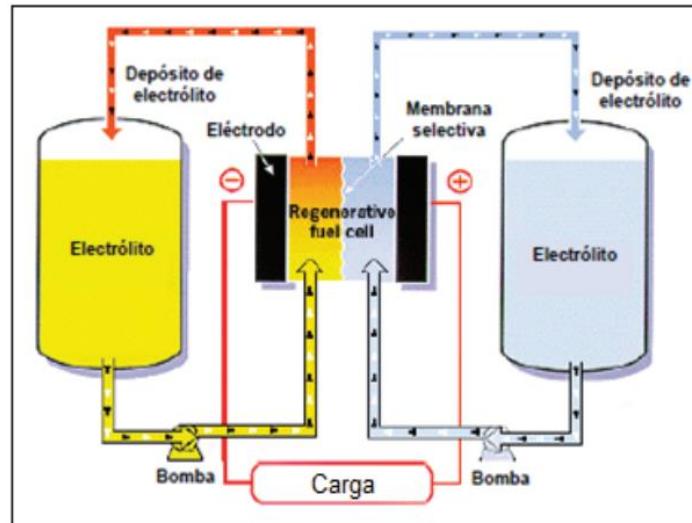 Depósito de
electrólito
Eléctrodo
Membrana
selectiva
Depósito de
electrólito
Regenerativo
fuel cell
Electrólito
Electrólito
Bomba
Carga
Bomba